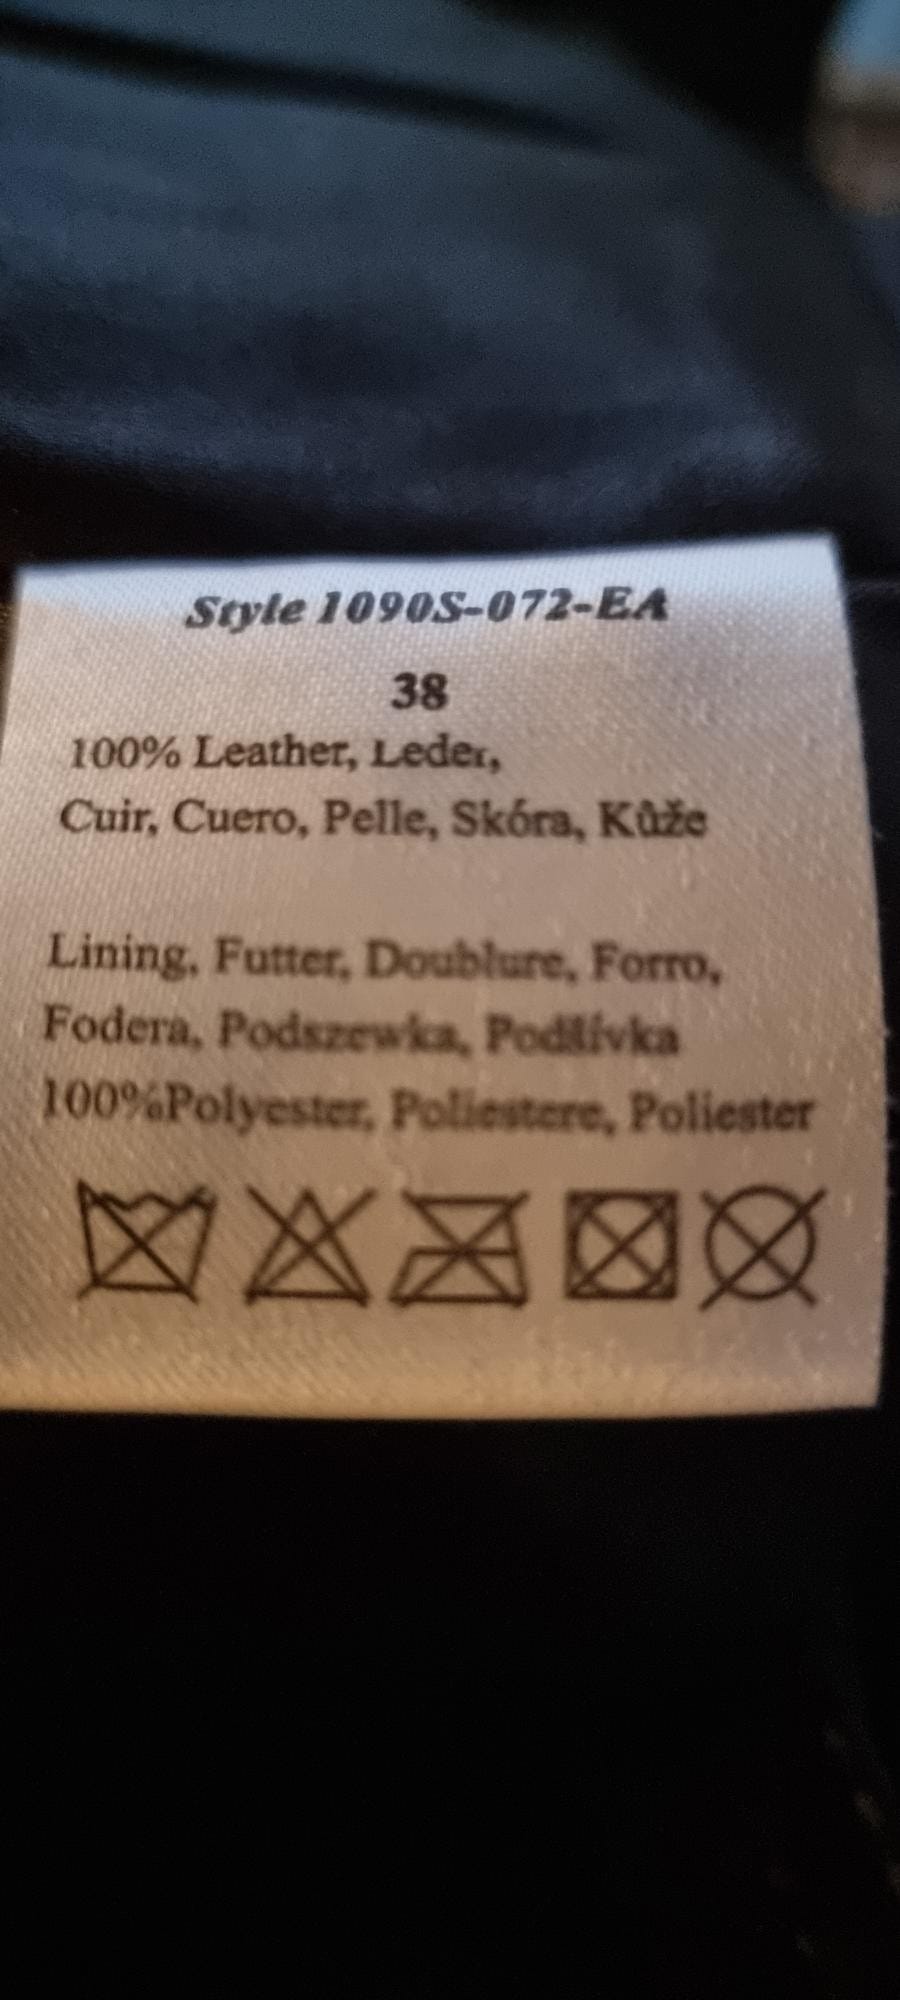 Style 1090S-072-EA
38
100% Leather, Leder,
Cuir, Cuero, Pelle, Skóra, Kûže
Lining, Futter, Doublure, Forro,
Fodera, Podszewka, Podšívka
100%Polyester, Poliestere, Poliester